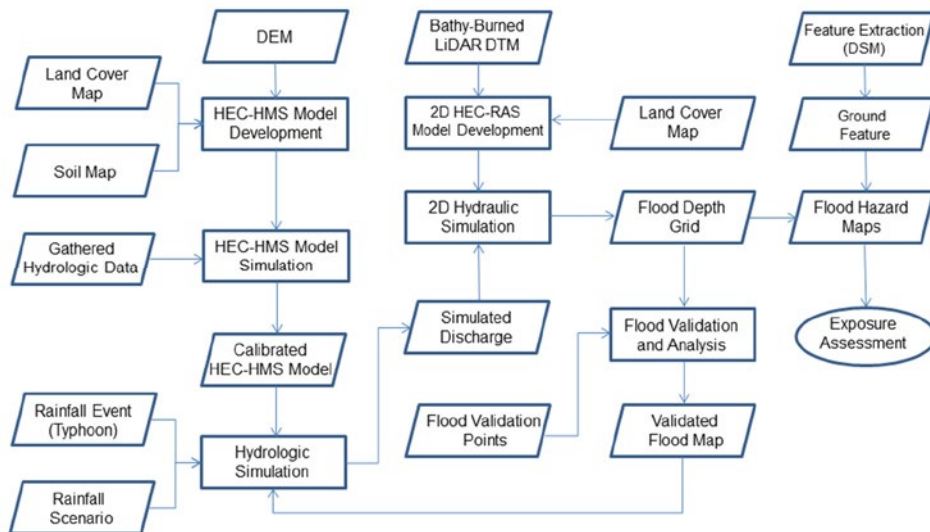 DEM
Land Cover
Map
HEC-HMS Model
Development
Soil Map
Gathered
Hydrologic Data
HEC-HMS Model
Simulation
Calibrated
HEC-HMS Model
Rainfall Event
(Typhoon)
Hydrologic
Simulation
Rainfall
Scenario
Bathy-Burned
LiDAR DTM
2D HEC-RAS
Model Development
Land Cover
Map
2D Hydraulic
Simulation
Simulated
Discharge
Flood Depth
Grid
Flood Validation
and Analysis
Flood Validation
Points
Validated
Flood Map
Feature Extraction
(DSM)
Ground
Feature
Flood Hazard
Maps
Exposure
Assessment